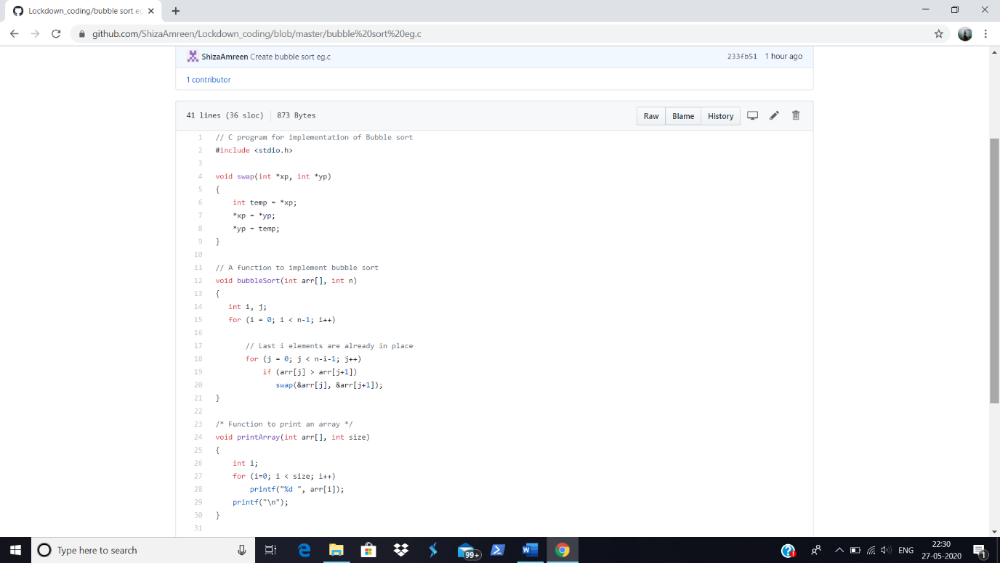 Lockdown_coding/bubble sort eg
github.com/ShizaAmreen/Lockdown_coding/blob/master/bubble%20sort%20eg.c
ShizaAmreen Create bubble sort eg.c 233fb51 1 hour ago
1 contributor
41 lines (36 sloc) 873 Bytes Raw Blame History
1 // C program for implementation of Bubble sort
2 #include <stdio.h>
3
4 void swap(int *xp, int *yp)
5 {
6     int temp = *xp;
7     *xp = *yp;
8     *yp = temp;
9 }
10
11 // A function to implement bubble sort
12 void bubbleSort(int arr[], int n)
13 {
14    int i, j;
15    for (i = 0; i < n-1; i++)
16
17        // Last i elements are already in place
18        for (j = 0; j < n-i-1; j++)
19            if (arr[j] > arr[j+1])
20               swap(&arr[j], &arr[j+1]);
21 }
22
23 /* Function to print an array */
24 void printArray(int arr[], int size)
25 {
26     int i;
27     for (i=0; i < size; i++)
28         printf("%d ", arr[i]);
29     printf("\n");
30 }
31
Type here to search 99+ ENG 22:30
27-05-2020 1